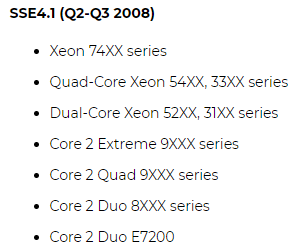 SSE4.1 (Q2-Q3 2008)
Xeon 74XX series
Quad-Core Xeon 54XX, 33XX series
Dual-Core Xeon 52XX, 31XX series
Core 2 Extreme 9XXX series
Core 2 Quad 9XXX series
Core 2 Duo 8XXX series
Core 2 Duo E7200